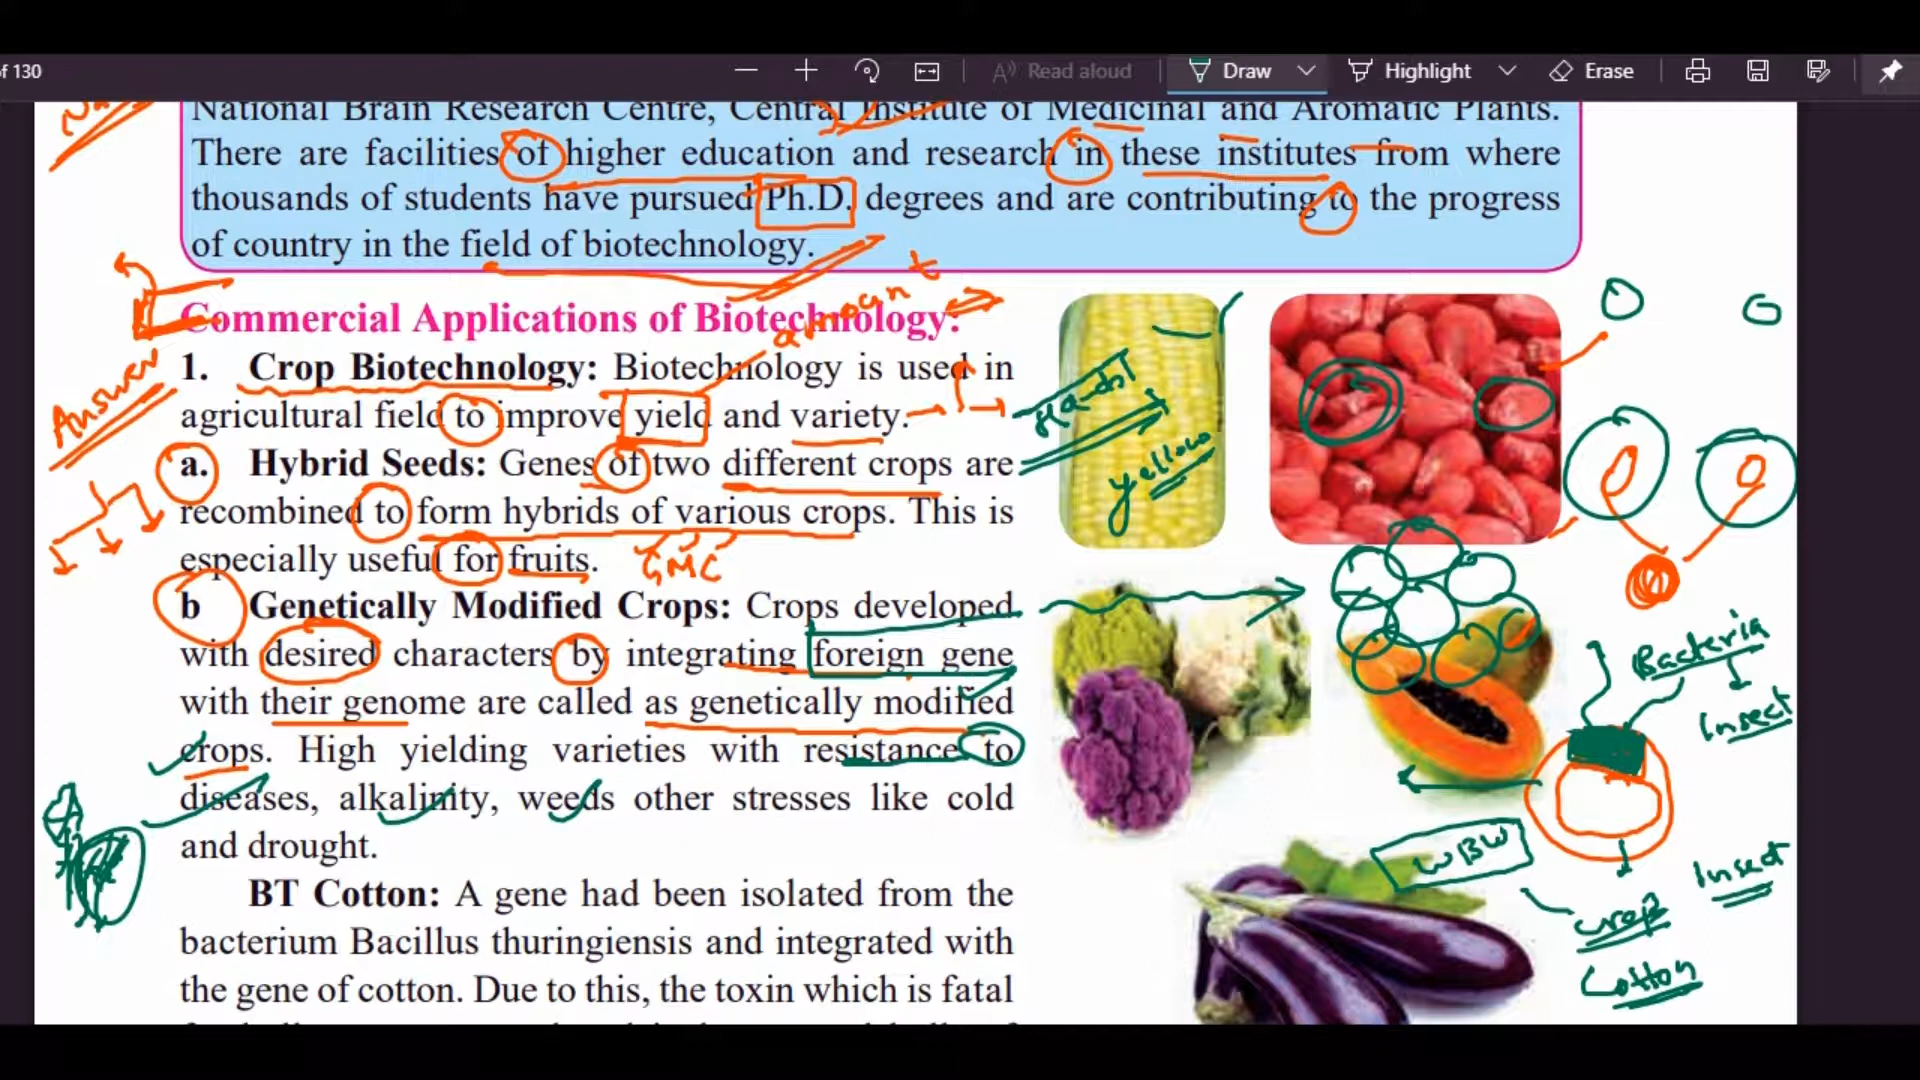 f 130
Read aloud
Draw
Highlight
Erase
National Brain Research Centre, Central Institute of Medicinal and Aromatic Plants.
There are facilities of higher education and research in these institutes from where
thousands of students have pursued Ph.D. degrees and are contributing to the progress
of country in the field of biotechnology.
amount
Commercial Applications of Biotechnology:
Answer
1. Crop Biotechnology: Biotechnology is used in
agricultural field to improve yield and variety.
a. Hybrid Seeds: Genes of two different crops are
recombined to form hybrids of various crops. This is
especially useful for fruits.
GMC
b Genetically Modified Crops: Crops developed
with desired characters by integrating foreign gene
with their genome are called as genetically modified
crops. High yielding varieties with resistance to
diseases, alkalinity, weeds other stresses like cold
and drought.
BT Cotton: A gene had been isolated from the
bacterium Bacillus thuringiensis and integrated with
the gene of cotton. Due to this, the toxin which is fatal
yellow
Bacteria
Insect
WBW
Insect
crop
Cotton